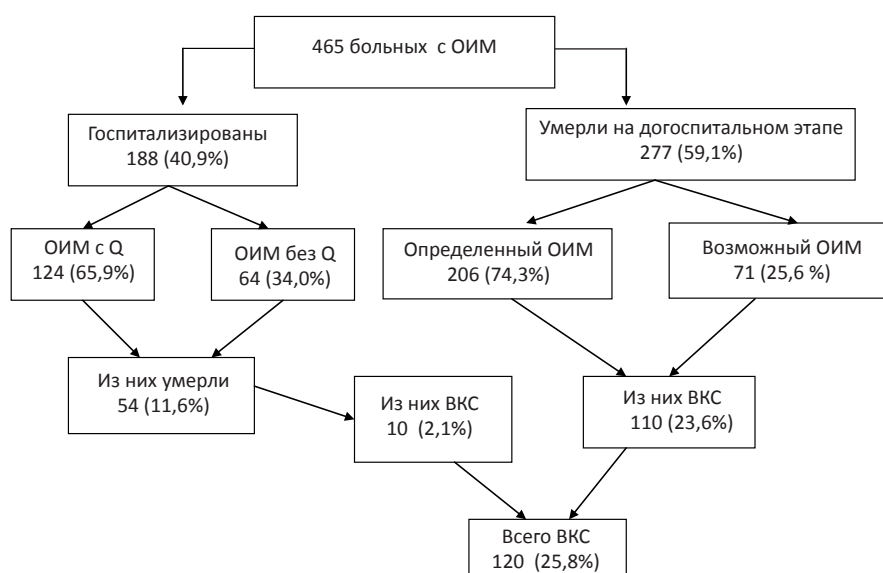 465 больных с ОИМ
Госпитализированы
188 (40,9%)
Умерли на догоспитальном этапе
277 (59,1%)
ОИМ с Q
124 (65,9%)
ОИМ без Q
64 (34,0%)
Определенный ОИМ
206 (74,3%)
Возможный ОИМ
71 (25,6 %)
Из них умерли
54 (11,6%)
Из них ВКС
10 (2,1%)
Из них ВКС
110 (23,6%)
Всего ВКС
120 (25,8%)